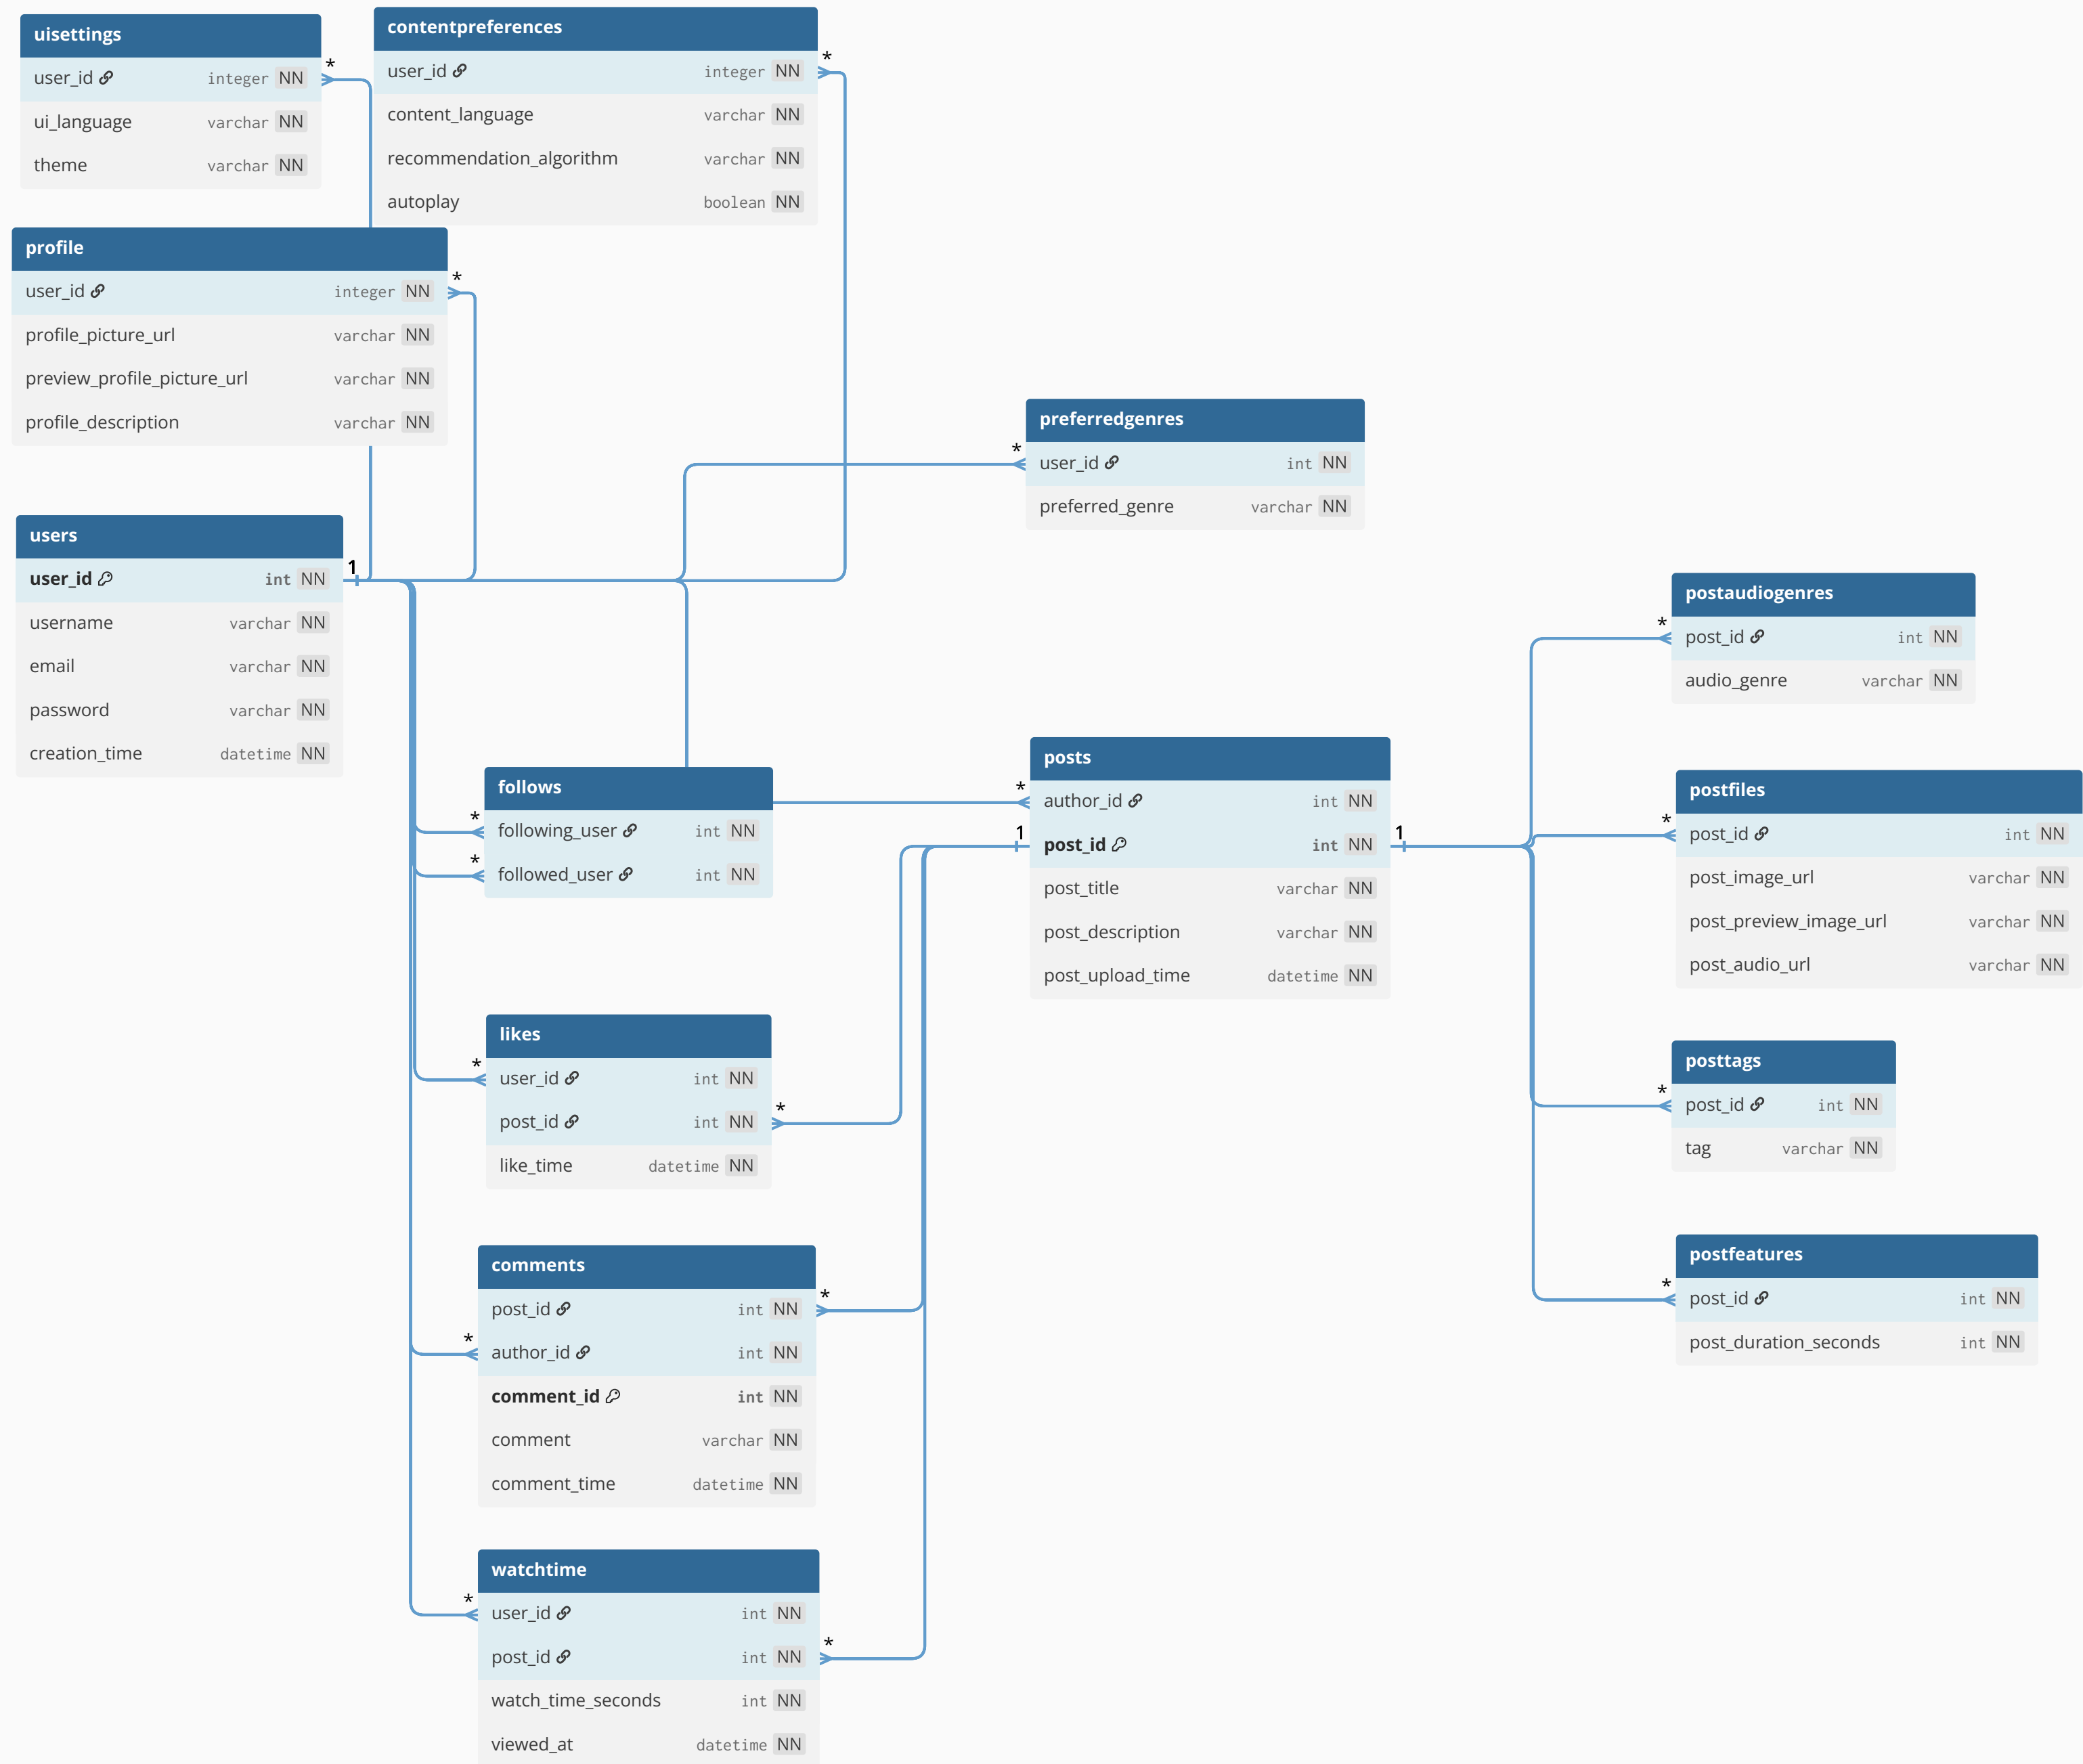 uisettings
user_id integer NN
ui_language varchar NN
theme varchar NN
*
contentpreferences
user_id integer NN
content_language varchar NN
recommendation_algorithm varchar NN
autoplay boolean NN
*
profile
user_id integer NN
profile_picture_url varchar NN
preview_profile_picture_url varchar NN
profile_description varchar NN
*
preferredgenres
* user_id int NN
preferred_genre varchar NN
users
user_id int NN 1
username varchar NN
email varchar NN
password varchar NN
creation_time datetime NN
follows
* following_user int NN
* followed_user int NN
posts
* author_id int NN
1 post_id int NN 1
post_title varchar NN
post_description varchar NN
post_upload_time datetime NN
postaudiogenres
* post_id int NN
audio_genre varchar NN
postfiles
* post_id int NN
post_image_url varchar NN
post_preview_image_url varchar NN
post_audio_url varchar NN
likes
* user_id int NN
post_id int NN *
like_time datetime NN
posttags
* post_id int NN
tag varchar NN
comments
post_id int NN *
* author_id int NN
comment_id int NN
comment varchar NN
comment_time datetime NN
postfeatures
* post_id int NN
post_duration_seconds int NN
watchtime
* user_id int NN
post_id int NN *
watch_time_seconds int NN
viewed_at datetime NN